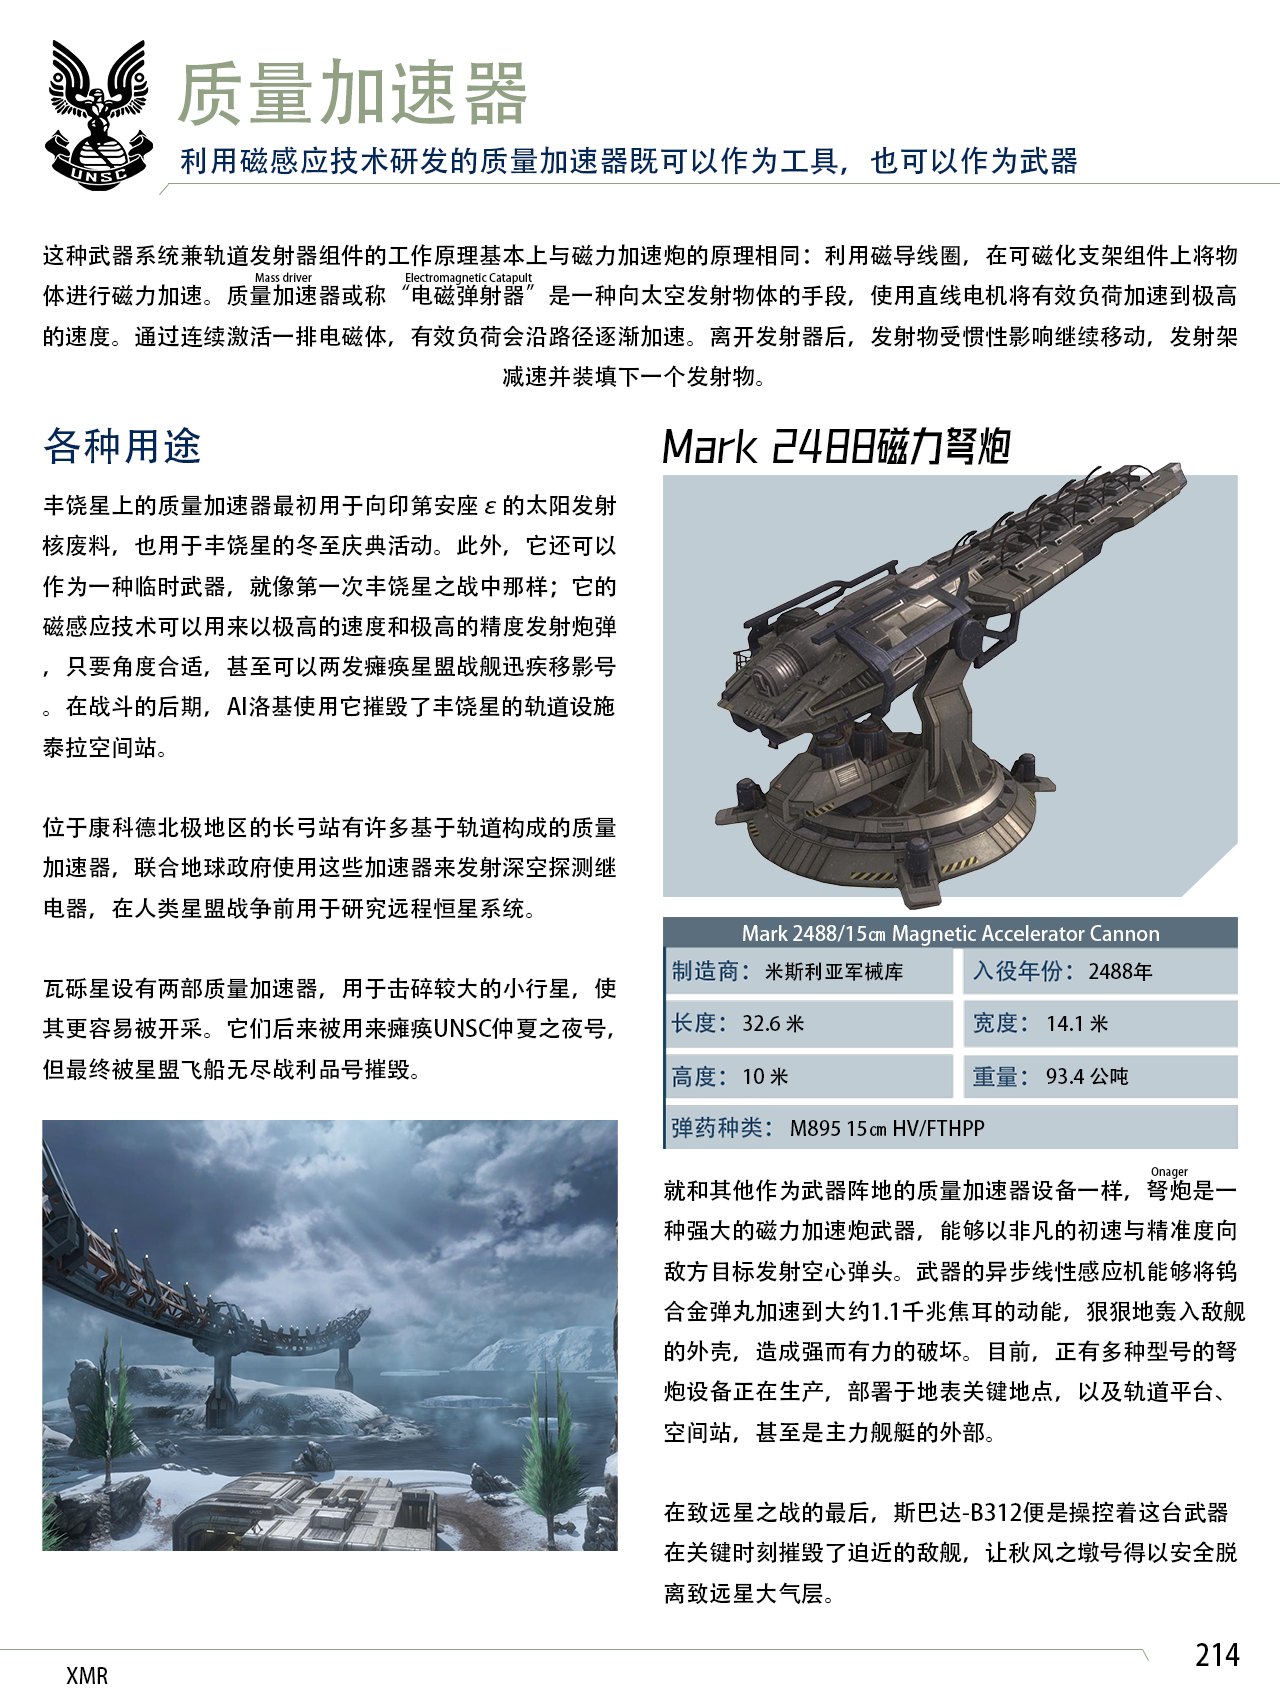 UNSC
质量加速器
利用磁感应技术研发的质量加速器既可以作为工具，也可以作为武器
这种武器系统兼轨道发射器组件的工作原理基本上与磁力加速炮的原理相同：利用磁导线圈，在可磁化支架组件上将物
Mass driver Electromagnetic Catapult
体进行磁力加速。质量加速器或称“电磁弹射器”是一种向太空发射物体的手段，使用直线电机将有效负荷加速到极高
的速度。通过连续激活一排电磁体，有效负荷会沿路径逐渐加速。离开发射器后，发射物受惯性影响继续移动，发射架
减速并装填下一个发射物。
各种用途
丰饶星上的质量加速器最初用于向印第安座 ε 的太阳发射
核废料，也用于丰饶星的冬至庆典活动。此外，它还可以
作为一种临时武器，就像第一次丰饶星之战中那样；它的
磁感应技术可以用来以极高的速度和极高的精度发射炮弹
，只要角度合适，甚至可以两发瘫痪星盟战舰迅疾移影号
。在战斗的后期，AI洛基使用它摧毁了丰饶星的轨道设施
泰拉空间站。
位于康科德北极地区的长弓站有许多基于轨道构成的质量
加速器，联合地球政府使用这些加速器来发射深空探测继
电器，在人类星盟战争前用于研究远程恒星系统。
瓦砾星设有两部质量加速器，用于击碎较大的小行星，使
其更容易被开采。它们后来被用来瘫痪UNSC仲夏之夜号，
但最终被星盟飞船无尽战利品号摧毁。
Mark 2488磁力弩炮
Mark 2488/15㎝ Magnetic Accelerator Cannon
制造商：米斯利亚军械库 入役年份：2488年
长度：32.6 米 宽度：14.1 米
高度：10 米 重量：93.4 公吨
弹药种类：M895 15㎝ HV/FTHPP
Onager
就和其他作为武器阵地的质量加速器设备一样，弩炮是一
种强大的磁力加速炮武器，能够以非凡的初速与精准度向
敌方目标发射空心弹头。武器的异步线性感应机能够将钨
合金弹丸加速到大约1.1千兆焦耳的动能，狠狠地轰入敌舰
的外壳，造成强而有力的破坏。目前，正有多种型号的弩
炮设备正在生产，部署于地表关键地点，以及轨道平台、
空间站，甚至是主力舰艇的外部。
在致远星之战的最后，斯巴达-B312便是操控着这台武器
在关键时刻摧毁了迫近的敌舰，让秋风之墩号得以安全脱
离致远星大气层。
214
XMR